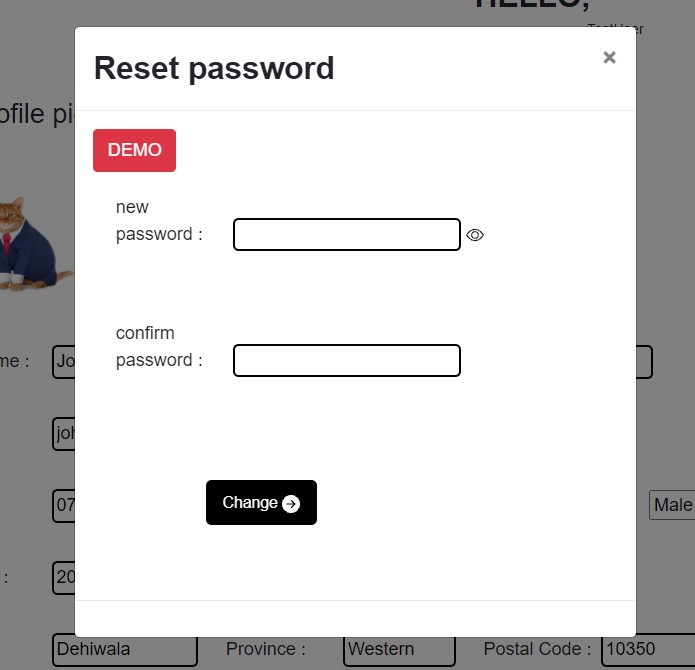 HELLO,
TestUser
Reset password
×
ofile pi
DEMO
new
password :
confirm
password :
me :
Jo
joh
07
Male
Change
:
20
Dehiwala
Province :
Western
Postal Code :
10350